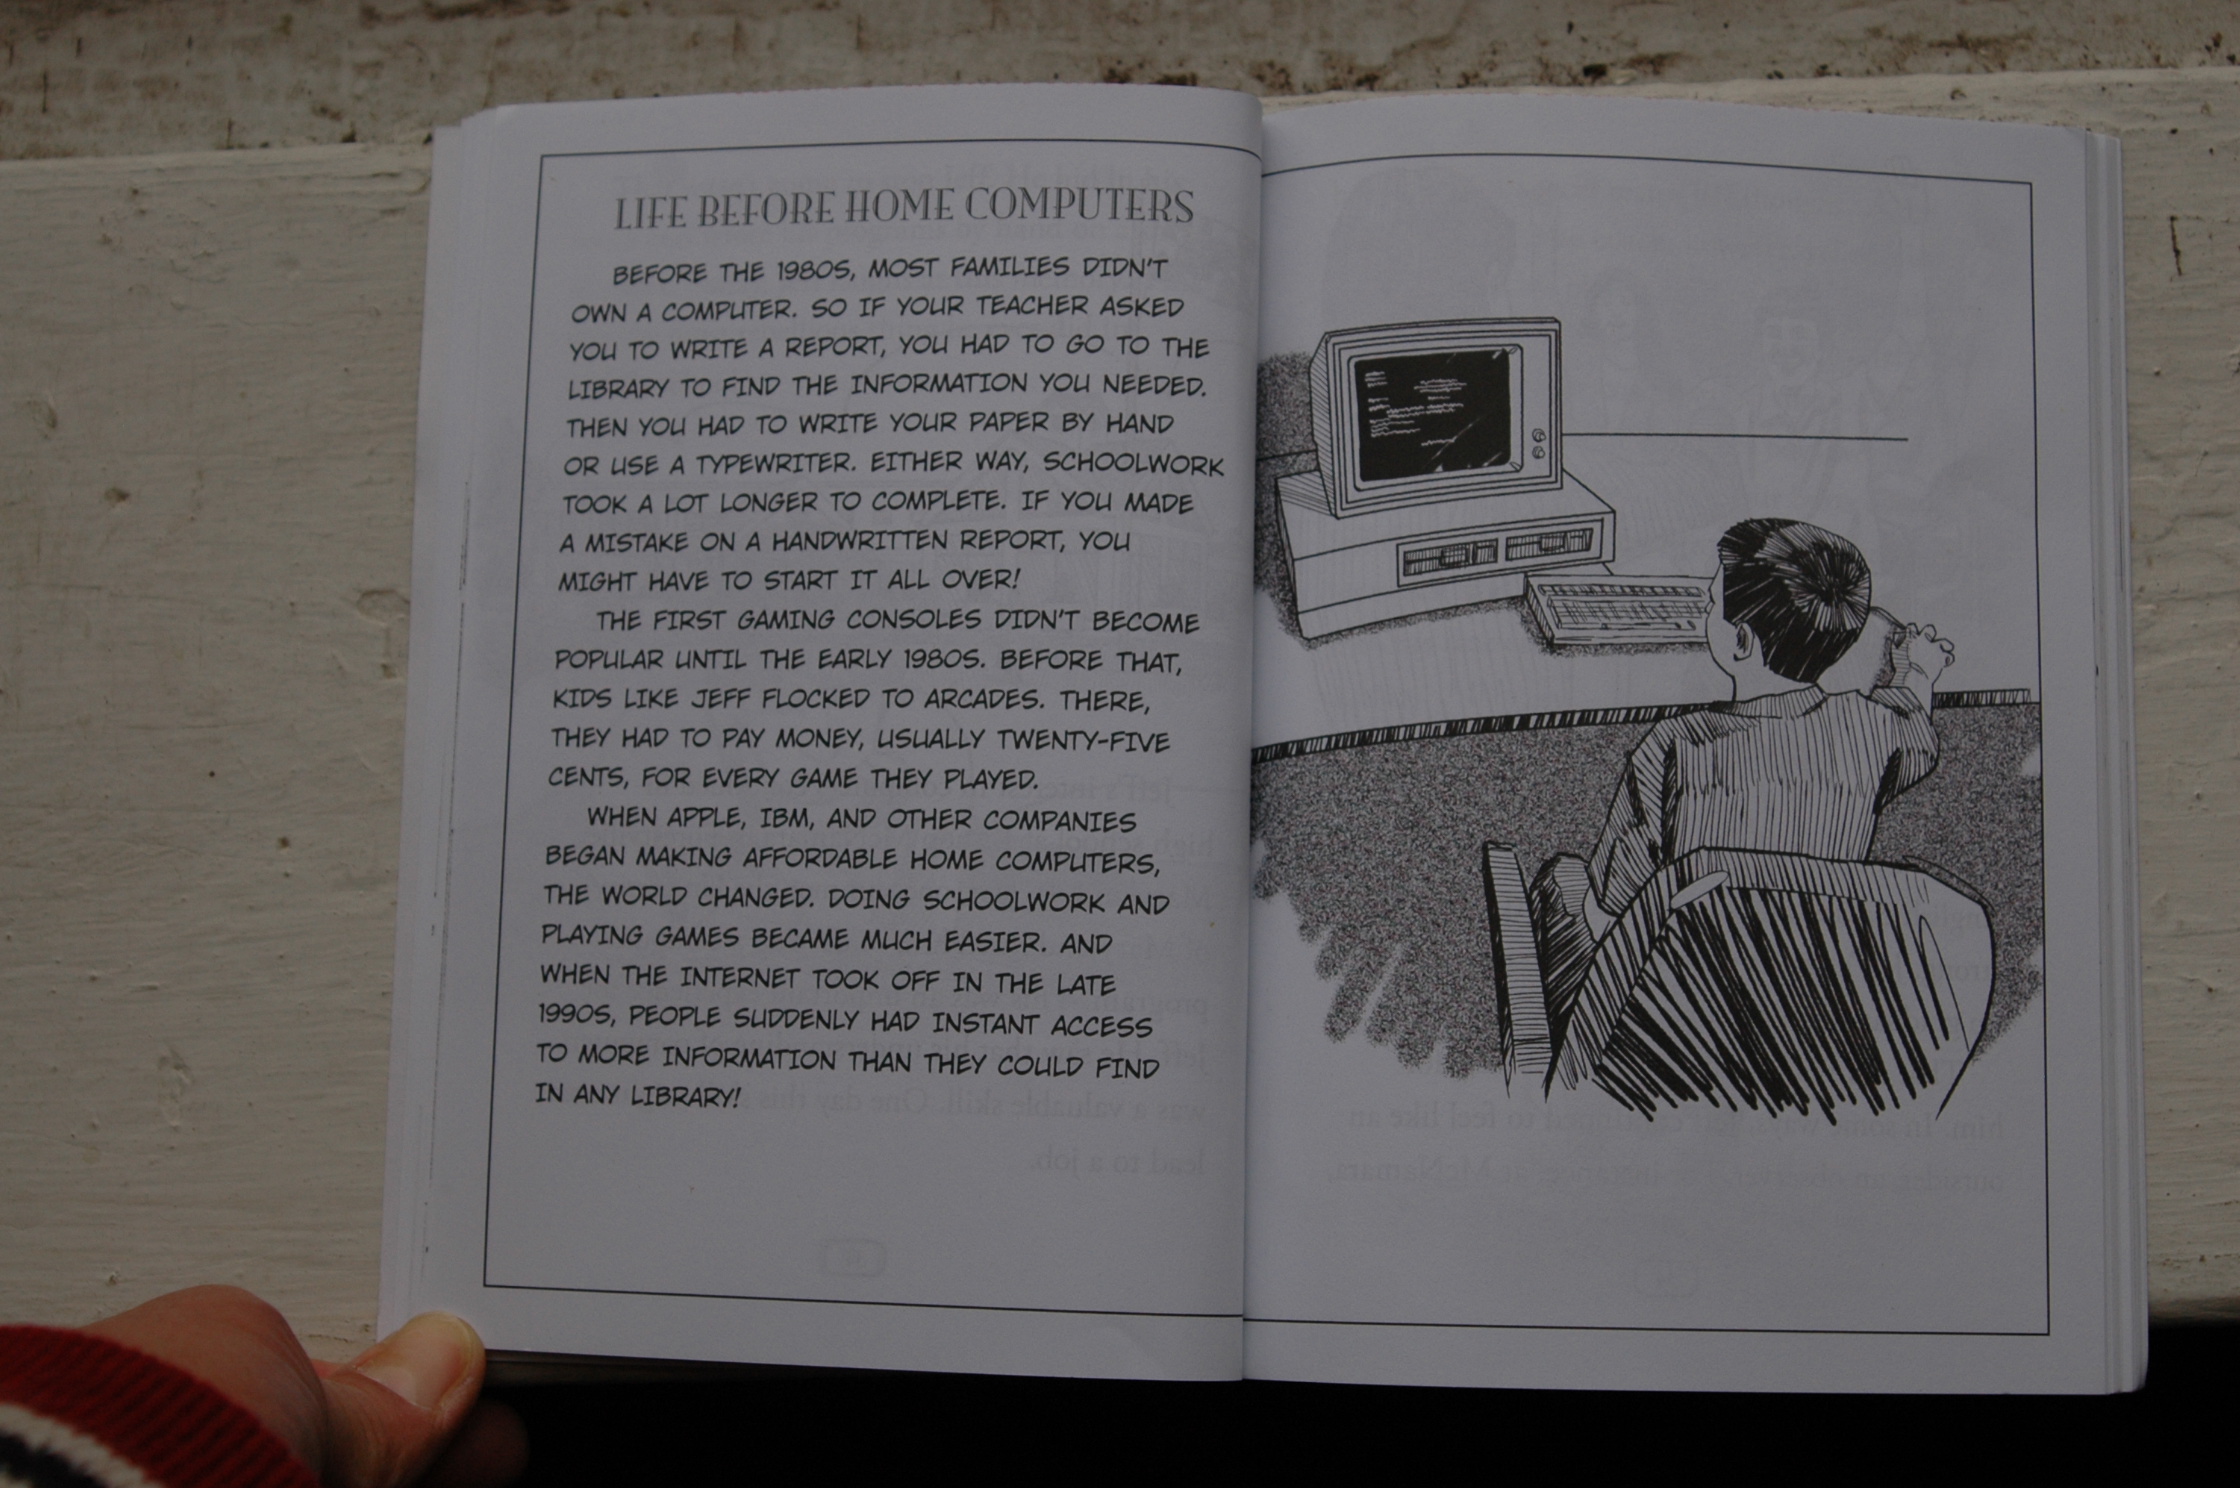 LIFE BEFORE HOME COMPUTERS
BEFORE THE 1980S, MOST FAMILIES DIDN'T
OWN A COMPUTER. SO IF YOUR TEACHER ASKED
YOU TO WRITE A REPORT, YOU HAD TO GO TO THE
LIBRARY TO FIND THE INFORMATION YOU NEEDED.
THEN YOU HAD TO WRITE YOUR PAPER BY HAND
OR USE A TYPEWRITER. EITHER WAY, SCHOOLWORK
TOOK A LOT LONGER TO COMPLETE. IF YOU MADE
A MISTAKE ON A HANDWRITTEN REPORT, YOU
MIGHT HAVE TO START IT ALL OVER!
THE FIRST GAMING CONSOLES DIDN'T BECOME
POPULAR UNTIL THE EARLY 1980S. BEFORE THAT,
KIDS LIKE JEFF FLOCKED TO ARCADES. THERE,
THEY HAD TO PAY MONEY, USUALLY TWENTY-FIVE
CENTS, FOR EVERY GAME THEY PLAYED.
WHEN APPLE, IBM, AND OTHER COMPANIES
BEGAN MAKING AFFORDABLE HOME COMPUTERS,
THE WORLD CHANGED. DOING SCHOOLWORK AND
PLAYING GAMES BECAME MUCH EASIER. AND
WHEN THE INTERNET TOOK OFF IN THE LATE
1990S, PEOPLE SUDDENLY HAD INSTANT ACCESS
TO MORE INFORMATION THAN THEY COULD FIND
IN ANY LIBRARY!